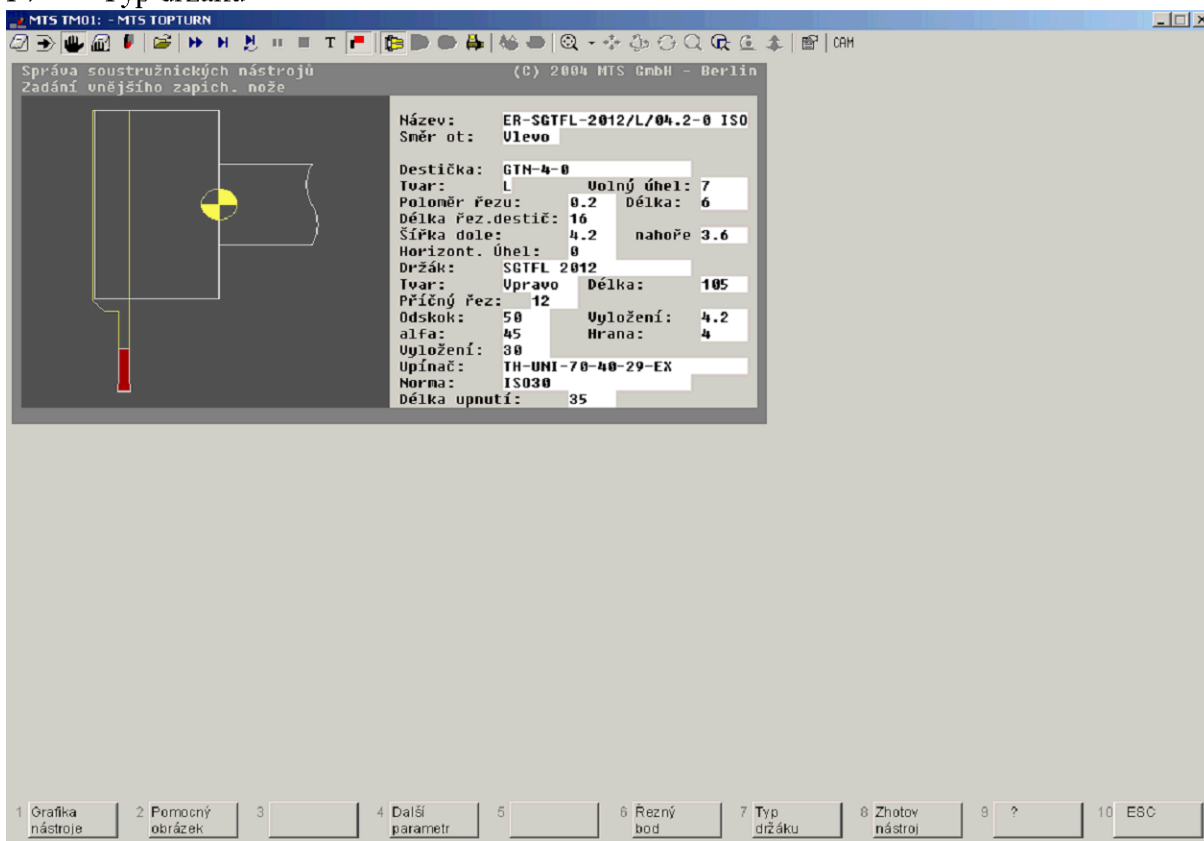 Typ držáku
MTS TM01: - MTS TOPTURN
T CAM
Správa soustružnických nástrojů (C) 2004 MTS GmbH - Berlin
Zadání vnějšího zapich. nože
Název: ER-SGTFL-2012/L/04.2-0 ISO
Směr ot: Vlevo
Destička: GTN-4-0
Tvar: L Volný úhel: 7
Poloměr řezu: 0.2 Délka: 6
Délka řez.destič: 16
Šířka dole: 4.2 nahoře 3.6
Horizont. Úhel: 0
Držák: SGTFL 2012
Tvar: Vpravo Délka: 105
Příčný řez: 12
Odskok: 50 Vyložení: 4.2
alfa: 45 Hrana: 4
Vyložení: 30
Upínač: TH-UNI-70-40-29-EX
Norma: ISO30
Délka upnutí: 35
1 Grafika nástroje 2 Pomocný obrázek 3 4 Další parametr 5 6 Řezný bod 7 Typ držáku 8 Zhotov nástroj 9 ? 10 ESC